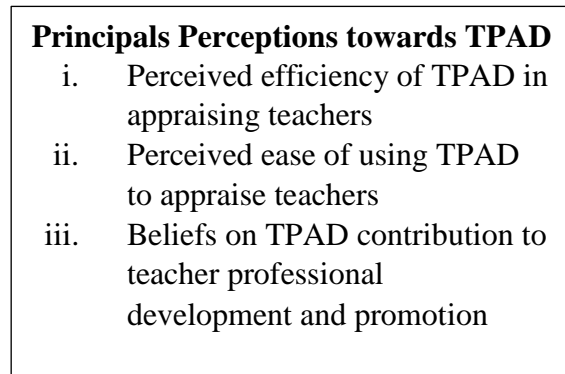 Principals Perceptions towards TPAD
i. Perceived efficiency of TPAD in
appraising teachers
ii. Perceived ease of using TPAD
to appraise teachers
iii. Beliefs on TPAD contribution to
teacher professional
development and promotion